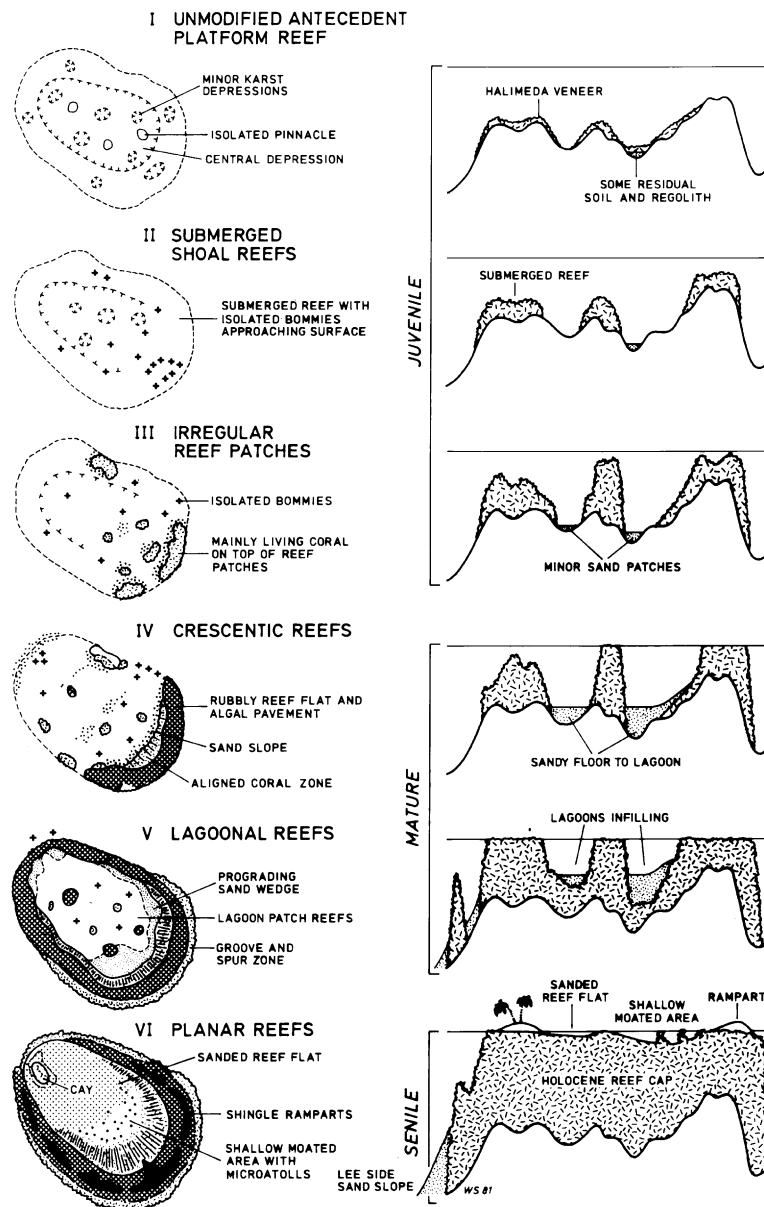 I UNMODIFIED ANTECEDENT
PLATFORM REEF
MINOR KARST
DEPRESSIONS
ISOLATED PINNACLE
CENTRAL DEPRESSION
HALIMEDA VENEER
SOME RESIDUAL
SOIL AND REGOLITH
II SUBMERGED
SHOAL REEFS
SUBMERGED REEF WITH
ISOLATED BOMMIES
APPROACHING SURFACE
SUBMERGED REEF
JUVENILE
III IRREGULAR
REEF PATCHES
ISOLATED BOMMIES
MAINLY LIVING CORAL
ON TOP OF REEF
PATCHES
MINOR SAND PATCHES
IV CRESCENTIC REEFS
RUBBLY REEF FLAT AND
ALGAL PAVEMENT
SAND SLOPE
ALIGNED CORAL ZONE
SANDY FLOOR TO LAGOON
MATURE
V LAGOONAL REEFS
PROGRADING
SAND WEDGE
LAGOON PATCH REEFS
GROOVE AND
SPUR ZONE
LAGOONS INFILLING
VI PLANAR REEFS
SANDED REEF FLAT
CAY
SHINGLE RAMPARTS
SHALLOW MOATED
AREA WITH
MICROATOLLS
LEE SIDE
SAND SLOPE
SENILE
SANDED
REEF FLAT
SHALLOW
MOATED AREA
RAMPART
HOLOCENE REEF CAP
WS 81